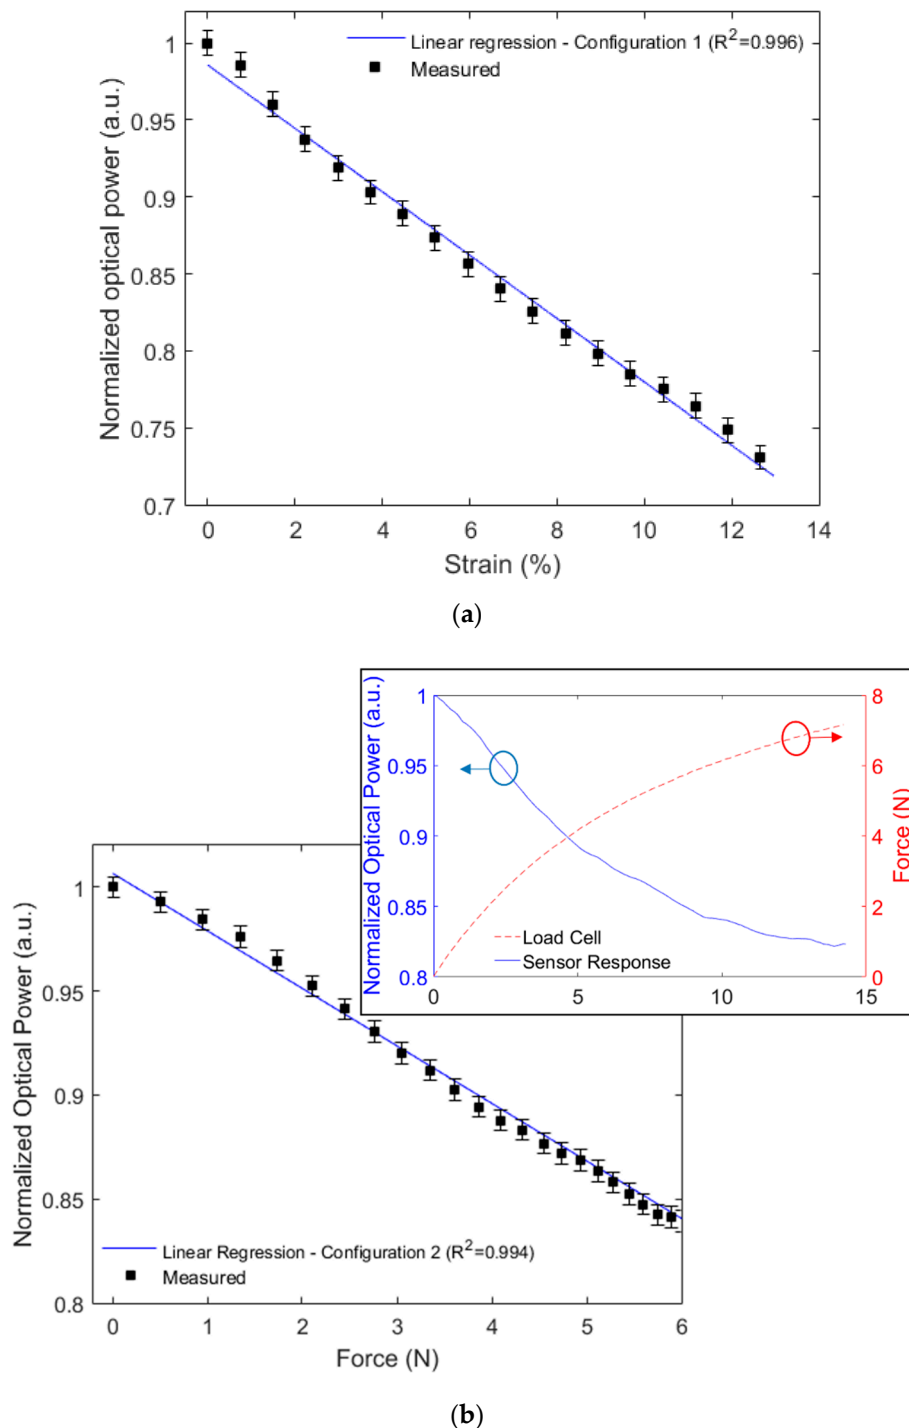 Linear regression - Configuration 1 (R²=0.996)
Measured
Normalized optical power (a.u.)
1
0.95
0.9
0.85
0.8
0.75
0.7
0 2 4 6 8 10 12 14
Strain (%)
(a)
Normalized Optical Power (a.u.)
1
0.95
0.9
0.85
0.8
8
6
4
2
0
Force (N)
Load Cell
Sensor Response
0 5 10 15
Normalized Optical Power (a.u.)
1
0.95
0.9
0.85
0.8
Linear Regression - Configuration 2 (R²=0.994)
Measured
0 1 2 3 4 5 6
Force (N)
(b)